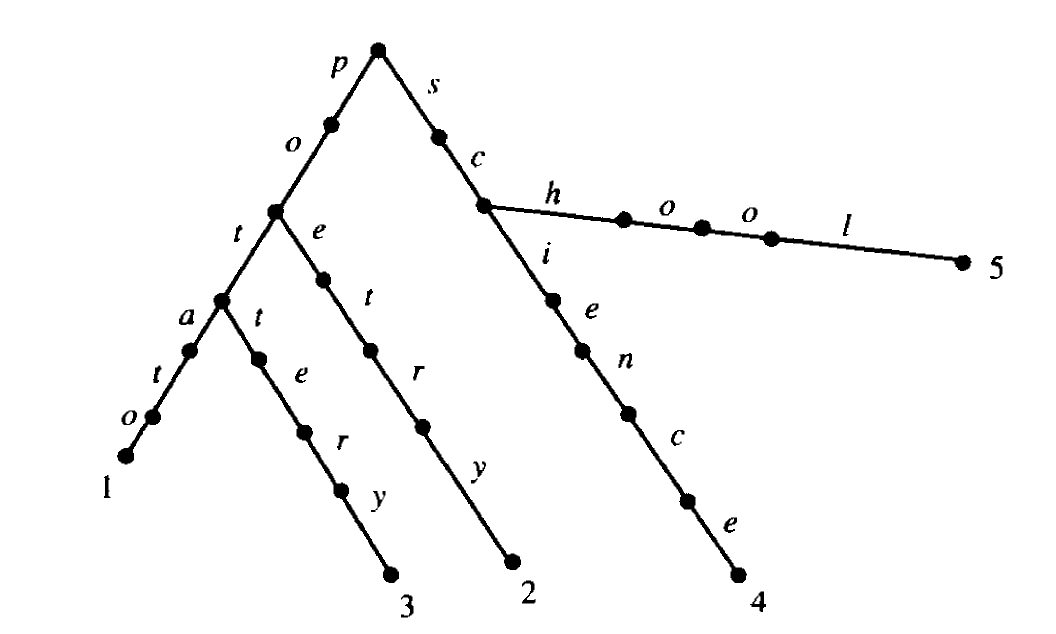 p s
o c
h o o l
t e i 5
a t t e
t e r n
o r y c
1 y e
3 2 4